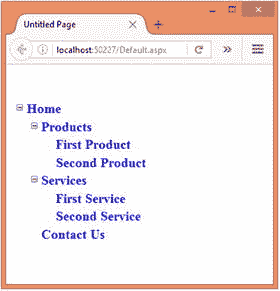 Untitled Page
localhost:50227/Default.aspx
Home
Products
First Product
Second Product
Services
First Service
Second Service
Contact Us